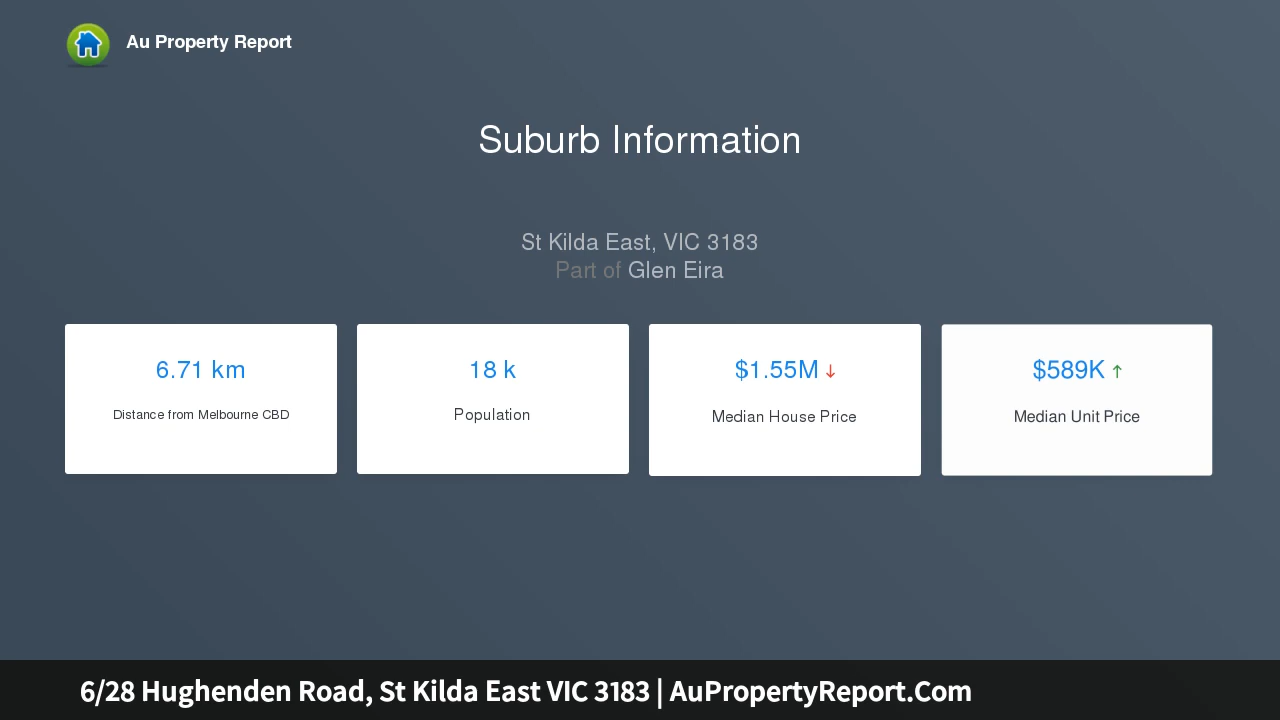 Au Property Report
Suburb Information
St Kilda East, VIC 3183
Part of Glen Eira
6.71 km
Distance from Melbourne CBD
18 k
Population
$1.55M ↓
Median House Price
$589K ↑
Median Unit Price
6/28 Hughenden Road, St Kilda East VIC 3183 | AuPropertyReport.Com